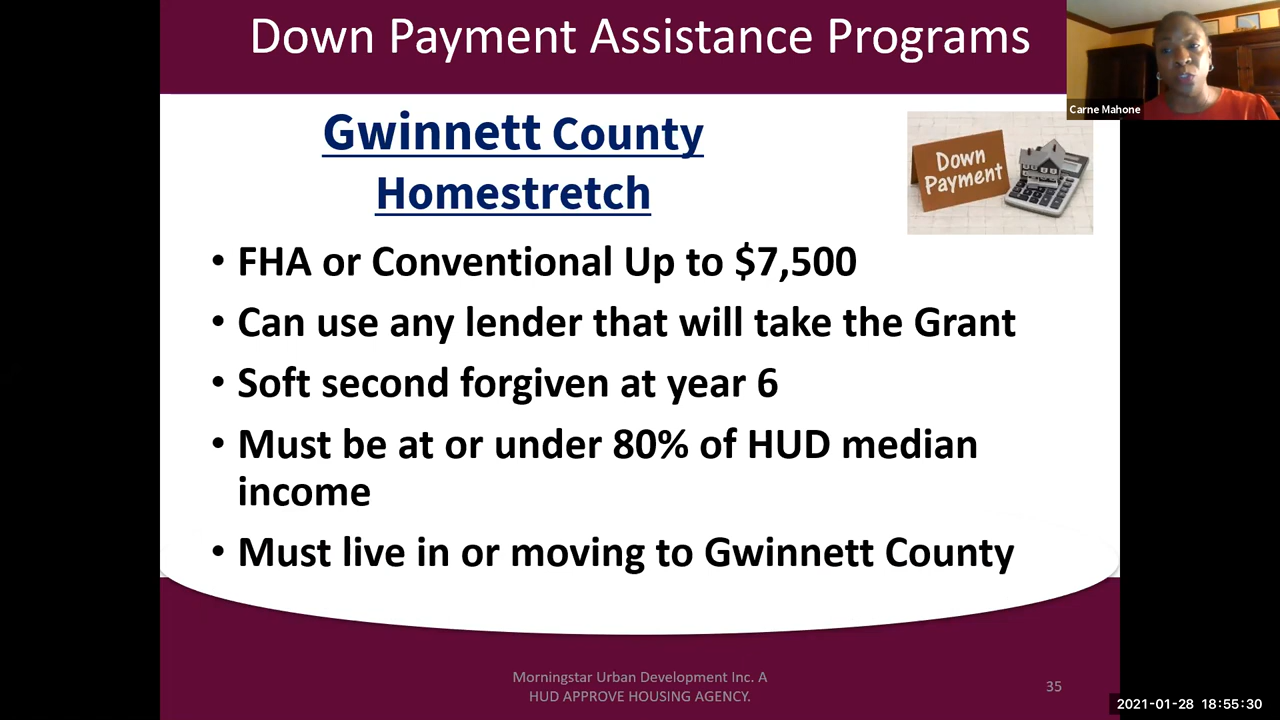 Down Payment Assistance Programs
Carne Mahone
Gwinnett County
Homestretch
Down
Payment
• FHA or Conventional Up to $7,500
• Can use any lender that will take the Grant
• Soft second forgiven at year 6
• Must be at or under 80% of HUD median
income
• Must live in or moving to Gwinnett County
Morningstar Urban Development Inc. A
HUD APPROVE HOUSING AGENCY.
35
2021-01-28 18:55:30